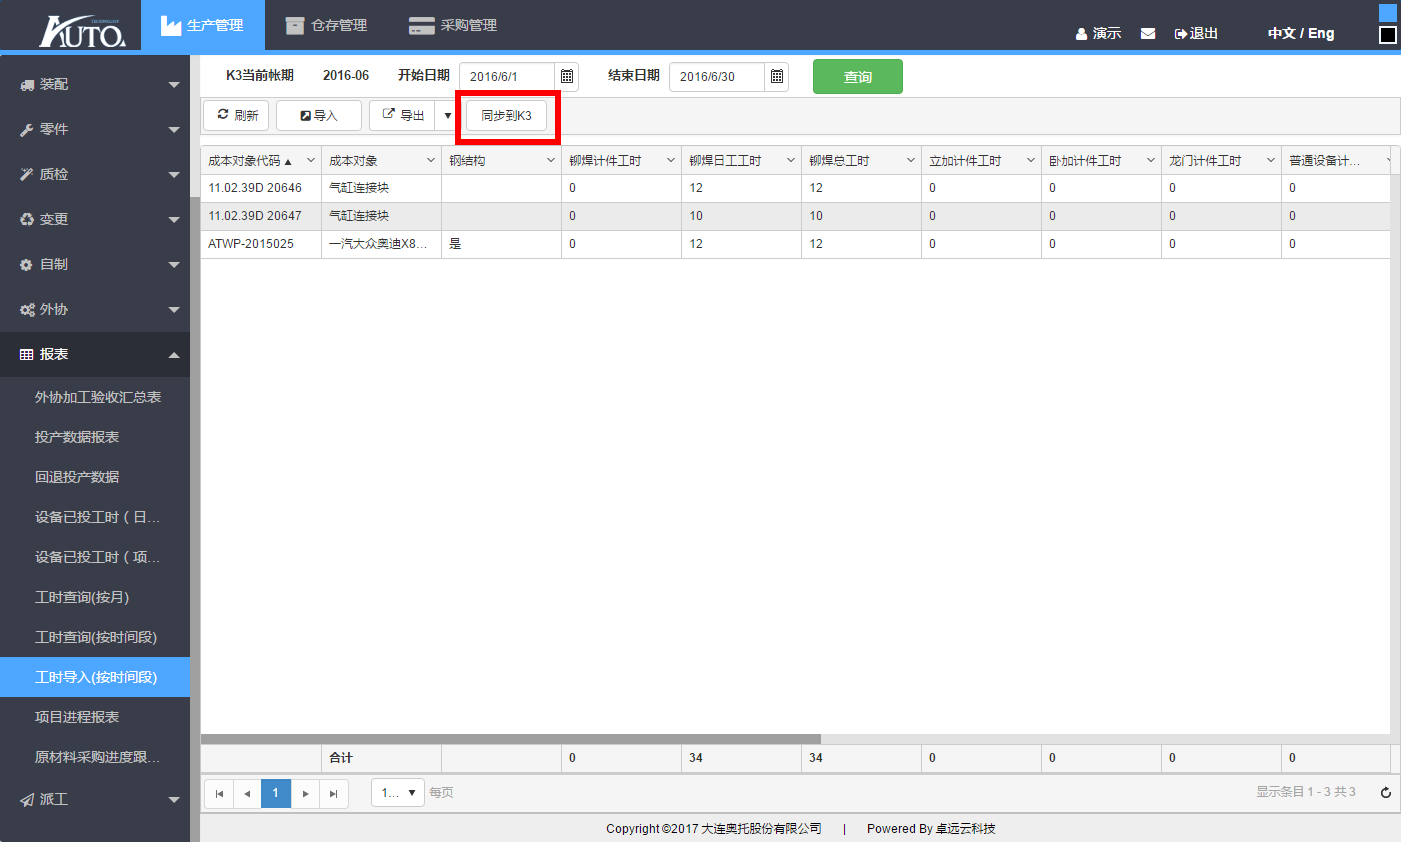 AUTO TECHNOLOGY
生产管理
仓存管理
采购管理
演示
退出
中文 / Eng
装配
零件
质检
变更
自制
外协
报表
外协加工验收汇总表
投产数据报表
回退投产数据
设备已投工时（日...
设备已投工时（项...
工时查询(按月)
工时查询(按时间段)
工时导入(按时间段)
项目进程报表
原材料采购进度跟...
派工
K3当前帐期 2016-06 开始日期 2016/6/1 结束日期 2016/6/30 查询
刷新 导入 导出 同步到K3
成本对象代码 成本对象 钢结构 铆焊计件工时 铆焊日工工时 铆焊总工时 立加计件工时 卧加计件工时 龙门计件工时 普通设备计...
11.02.39D 20646 气缸连接块 0 12 12 0 0 0 0
11.02.39D 20647 气缸连接块 0 10 10 0 0 0 0
ATWP-2015025 一汽大众奥迪X8... 是 0 12 12 0 0 0 0
合计 0 34 34 0 0 0 0
1 1... 每页 显示条目 1 - 3 共 3
Copyright ©2017 大连奥托股份有限公司 | Powered By 卓远云科技